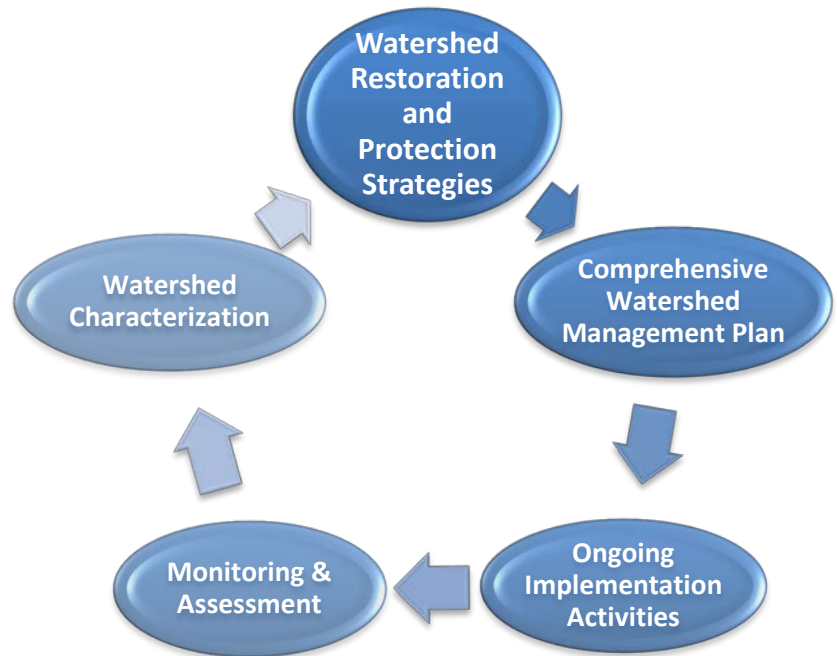 Watershed
Restoration
and
Protection
Strategies
Comprehensive
Watershed
Management Plan
Ongoing
Implementation
Activities
Monitoring &
Assessment
Watershed
Characterization